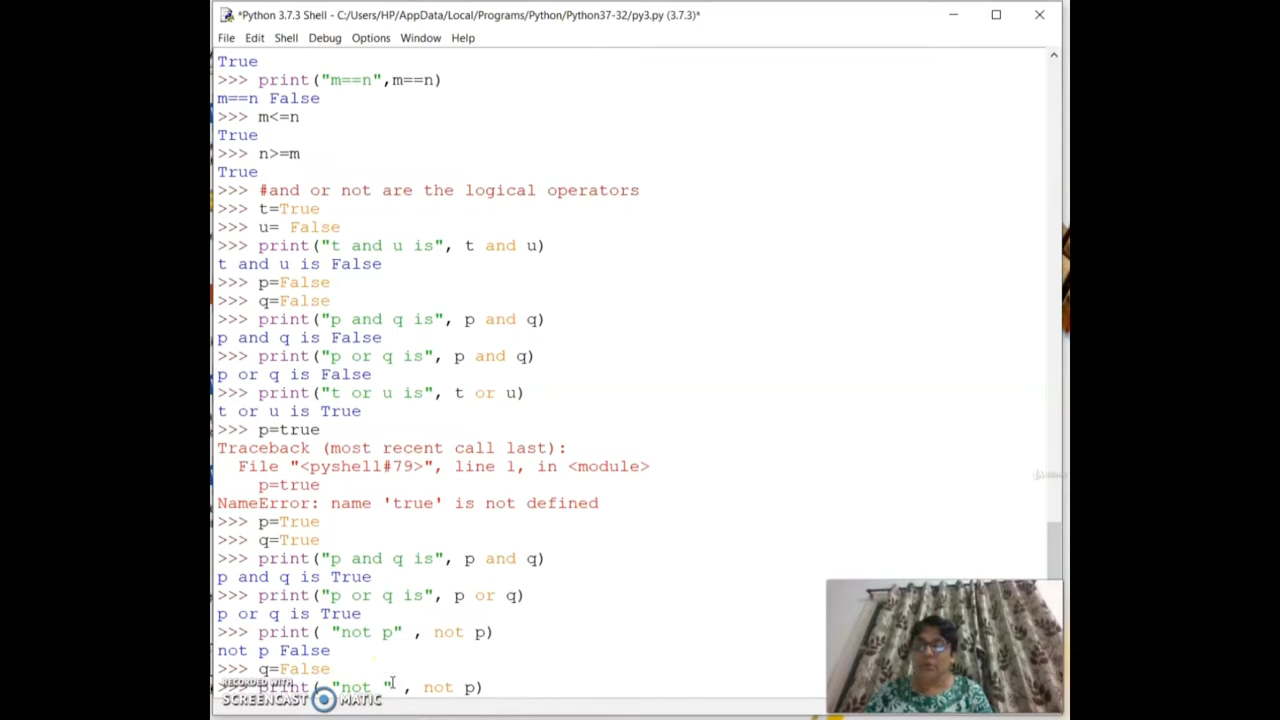 *Python 3.7.3 Shell - C:/Users/HP/AppData/Local/Programs/Python/Python37-32/py3.py (3.7.3)*
File Edit Shell Debug Options Window Help
True
>>> print("m==n",m==n)
m==n False
>>> m<=n
True
>>> n>=m
True
>>> #and or not are the logical operators
>>> t=True
>>> u= False
>>> print("t and u is", t and u)
t and u is False
>>> p=False
>>> q=False
>>> print("p and q is", p and q)
p and q is False
>>> print("p or q is", p and q)
p or q is False
>>> print("t or u is", t or u)
t or u is True
>>> p=true
Traceback (most recent call last):
  File "<pyshell#79>", line 1, in <module>
    p=true
NameError: name 'true' is not defined
>>> p=True
>>> q=True
>>> print("p and q is", p and q)
p and q is True
>>> print("p or q is", p or q)
p or q is True
>>> print( "not p" , not p)
not p False
>>> q=False
RECORDED WITH
>>> print( "not " , not p)
SCREENCAST MATIC